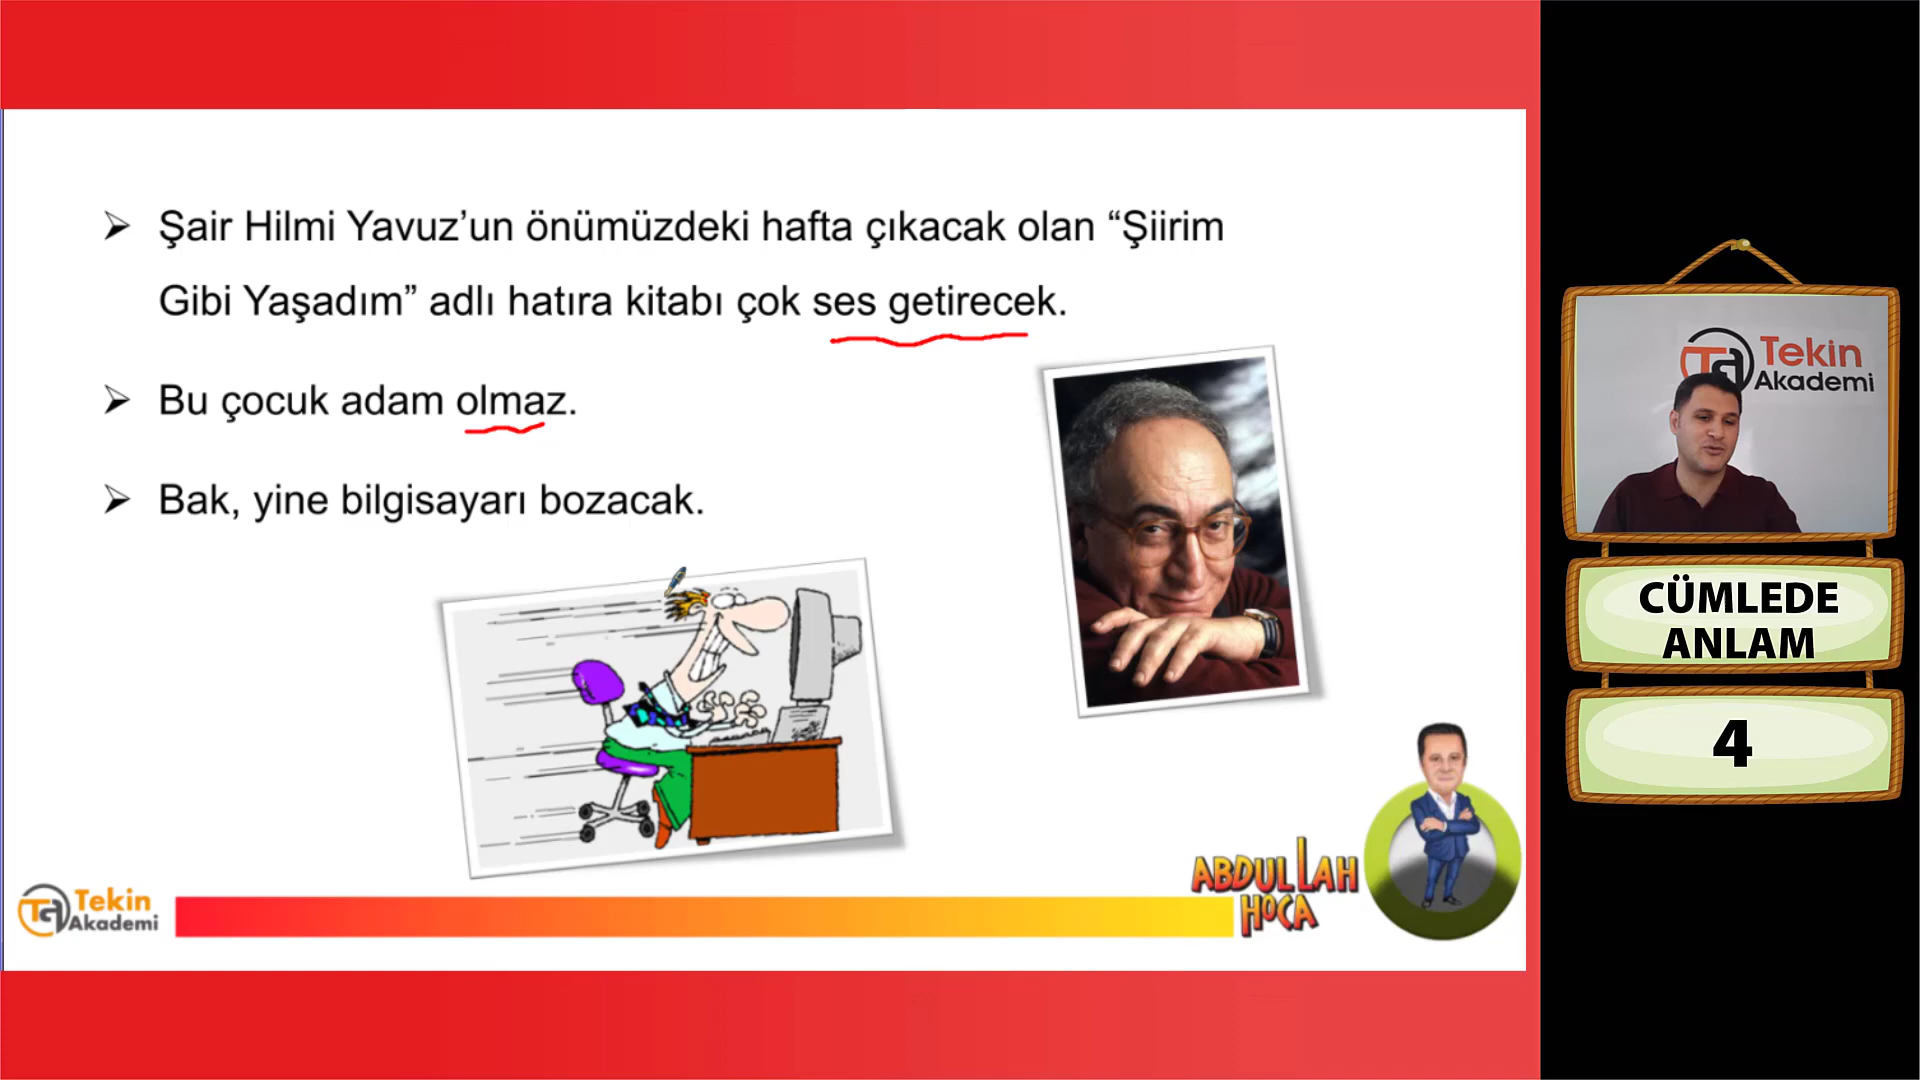 Şair Hilmi Yavuz’un önümüzdeki hafta çıkacak olan “Şiirim
Gibi Yaşadım” adlı hatıra kitabı çok ses getirecek.
Bu çocuk adam olmaz.
Bak, yine bilgisayarı bozacak.
Tekin
Akademi
ABDULLAH
HOCA
Tekin
Akademi
CÜMLEDE
ANLAM
4